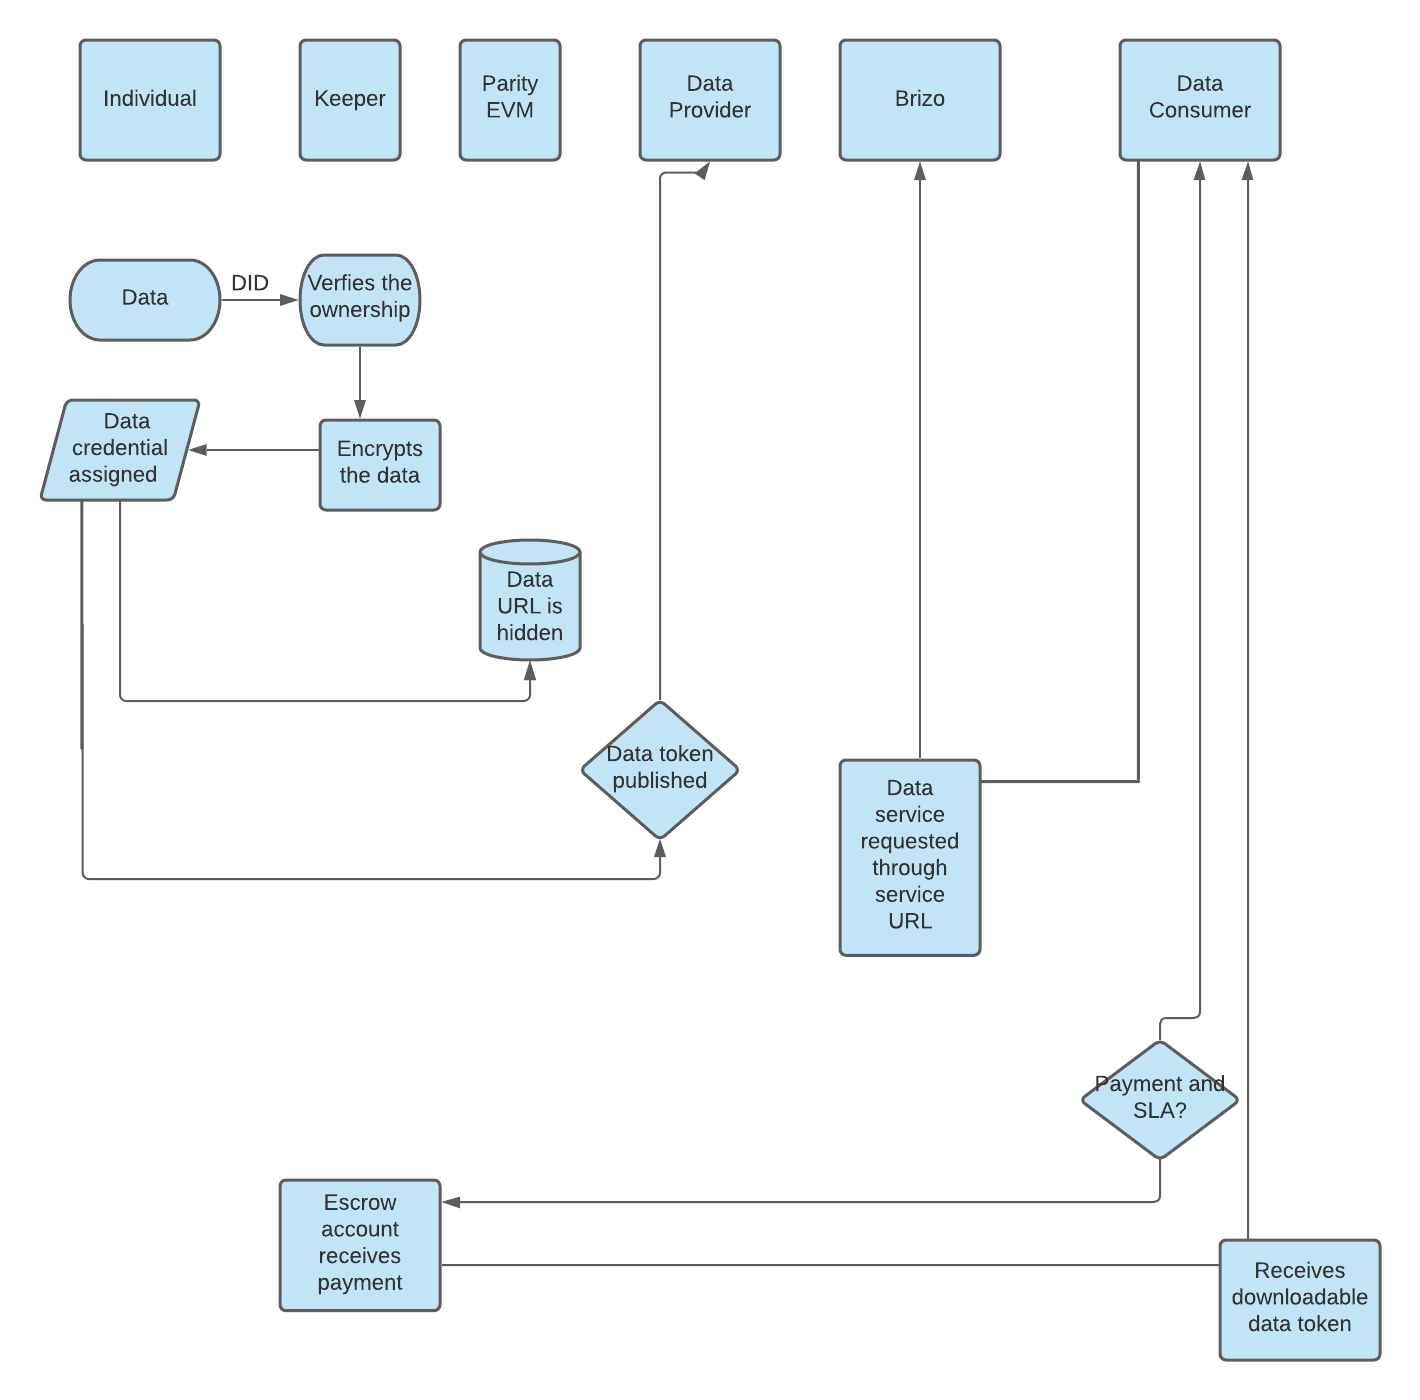 Individual
Keeper
Parity
EVM
Data
Provider
Brizo
Data
Consumer
Data
DID
Verfies the
ownership
Data
credential
assigned
Encrypts
the data
Data
URL is
hidden
Data token
published
Data
service
requested
through
service
URL
Payment and
SLA?
Escrow
account
receives
payment
Receives
downloadable
data token